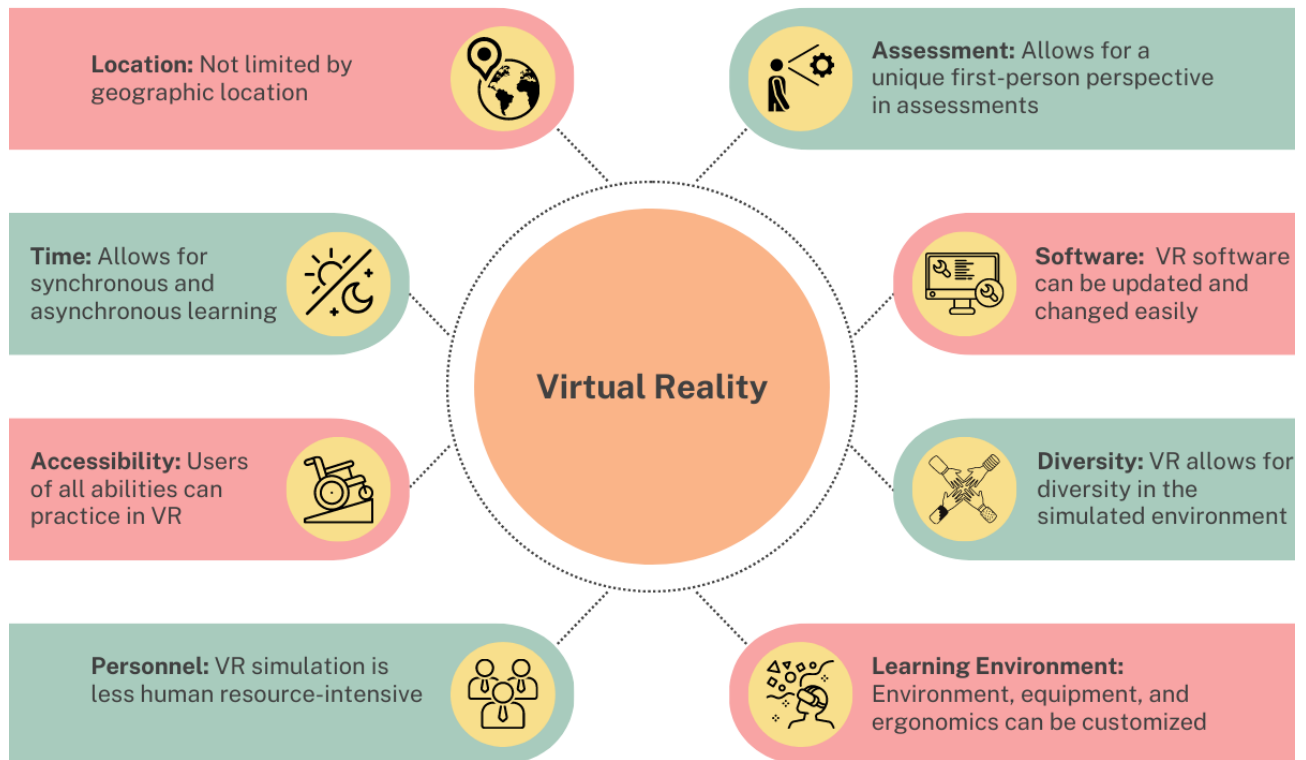 Location: Not limited by
geographic location
Assessment: Allows for a
unique first-person perspective
in assessments
Time: Allows for
synchronous and
asynchronous learning
Software: VR software
can be updated and
changed easily
Virtual Reality
Accessibility: Users
of all abilities can
practice in VR
Diversity: VR allows for
diversity in the
simulated environment
Personnel: VR simulation is
less human resource-intensive
Learning Environment:
Environment, equipment, and
ergonomics can be customized